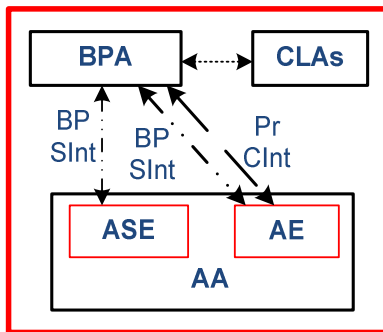 BPA
CLAs
BP
SInt
BP
SInt
Pr
CInt
ASE
AE
AA